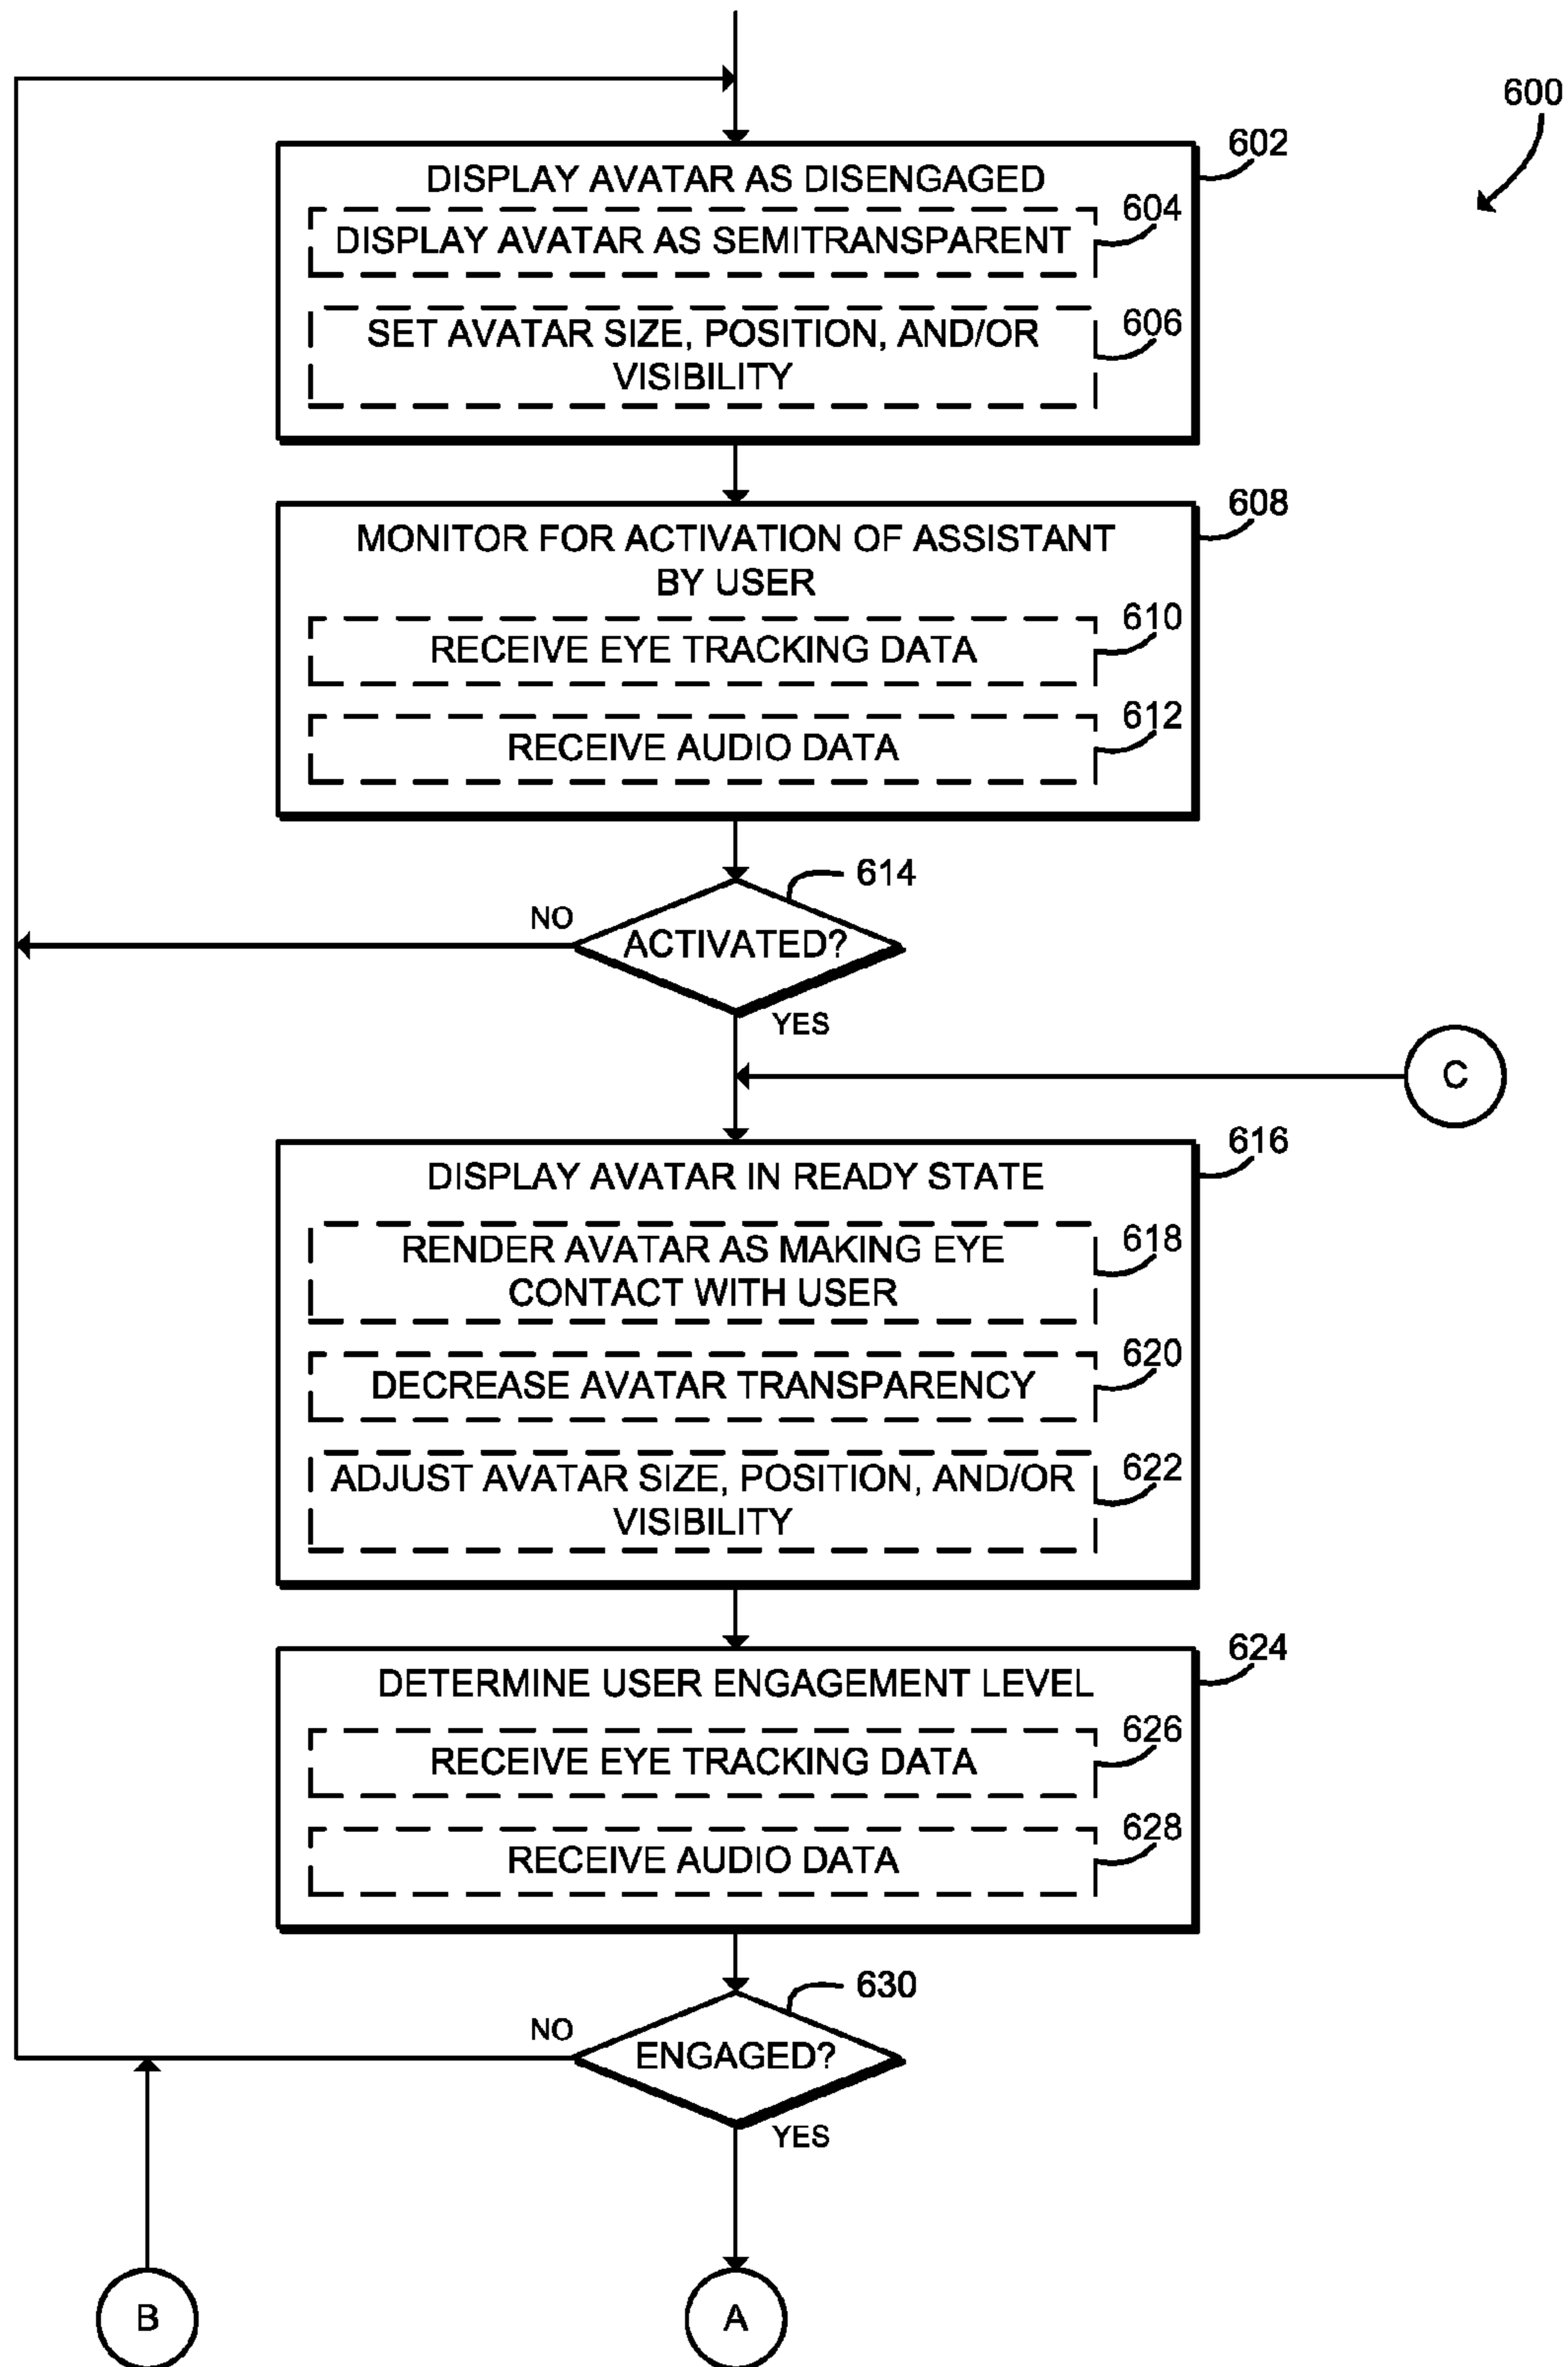 600
602
DISPLAY AVATAR AS DISENGAGED
604
DISPLAY AVATAR AS SEMITRANSPARENT
606
SET AVATAR SIZE, POSITION, AND/OR
VISIBILITY
608
MONITOR FOR ACTIVATION OF ASSISTANT
BY USER
610
RECEIVE EYE TRACKING DATA
612
RECEIVE AUDIO DATA
614
NO
ACTIVATED?
YES
C
616
DISPLAY AVATAR IN READY STATE
618
RENDER AVATAR AS MAKING EYE
CONTACT WITH USER
620
DECREASE AVATAR TRANSPARENCY
622
ADJUST AVATAR SIZE, POSITION, AND/OR
VISIBILITY
624
DETERMINE USER ENGAGEMENT LEVEL
626
RECEIVE EYE TRACKING DATA
628
RECEIVE AUDIO DATA
630
NO
ENGAGED?
YES
B
A